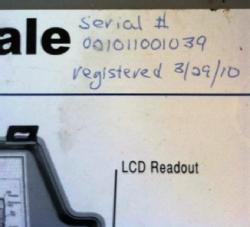 ale
Serial #
001011001039
registered 3/29/10
LCD Readout